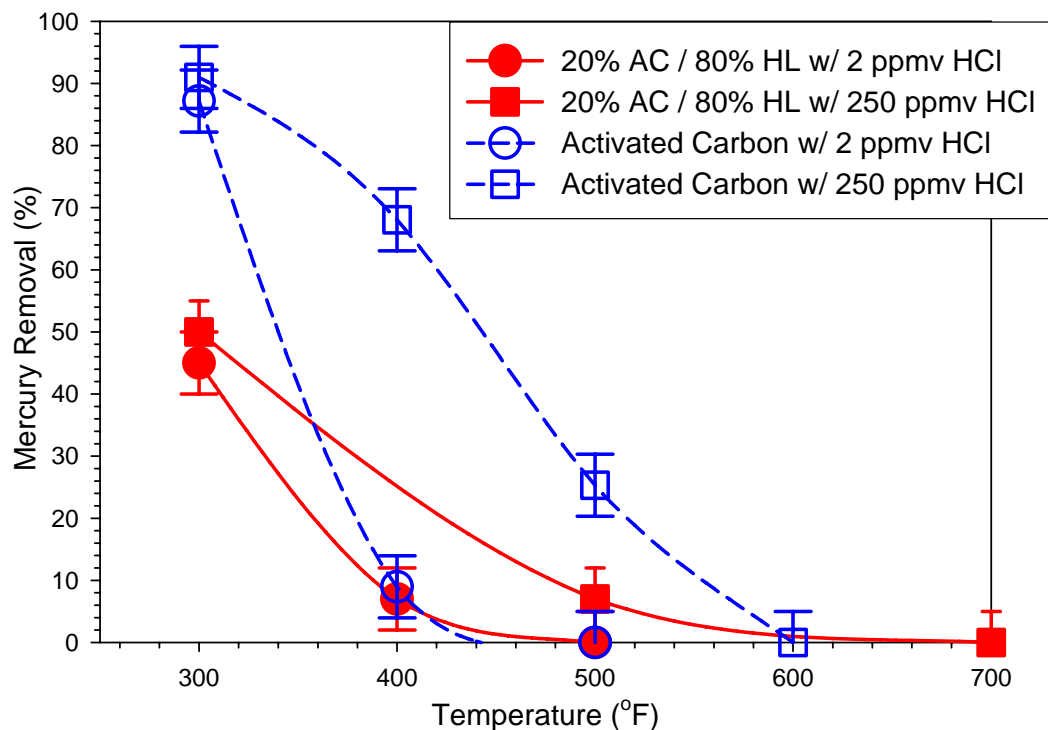 100
90
80
70
60
50
40
30
20
10
0
Mercury Removal (%)
20% AC / 80% HL w/ 2 ppmv HCl
20% AC / 80% HL w/ 250 ppmv HCl
Activated Carbon w/ 2 ppmv HCl
Activated Carbon w/ 250 ppmv HCl
300 400 500 600 700
Temperature (°F)